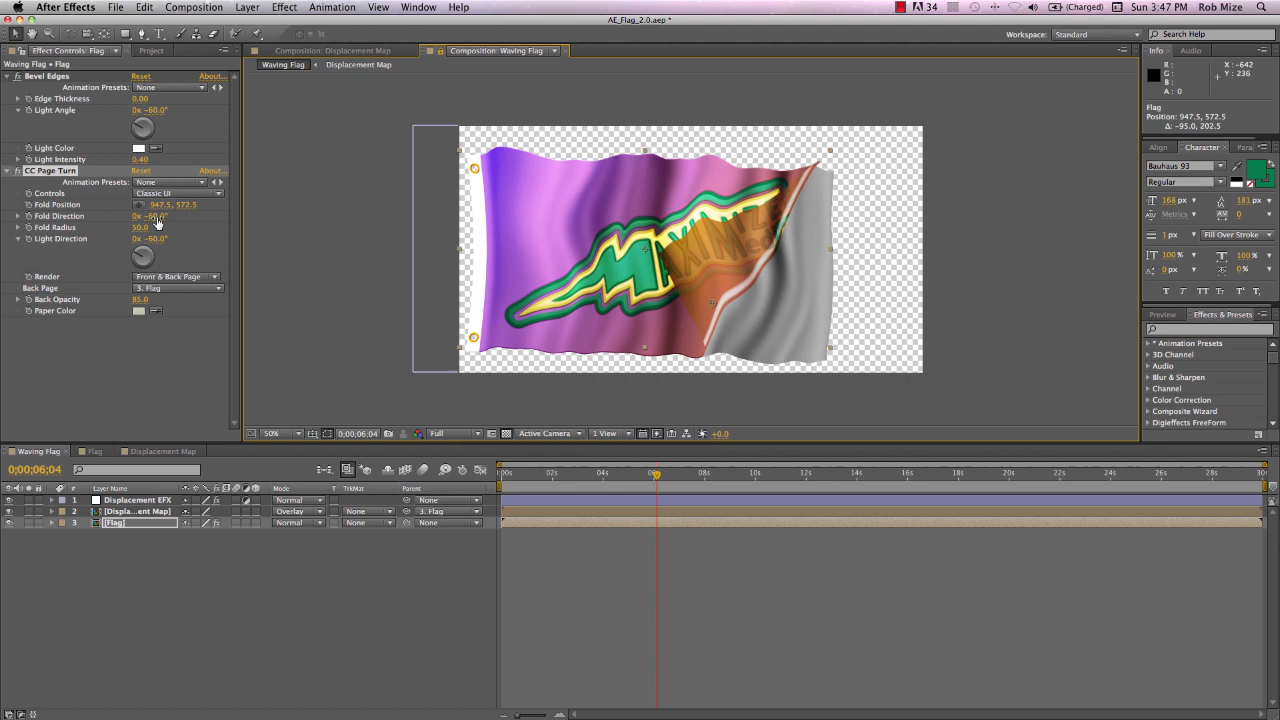 After Effects File Edit Composition Layer Effect Animation View Window Help 34 (Charged) Sun 3:47 PM Rob Mize
AE_Flag_2.0.aep *
Workspace: Standard Search Help
Effect Controls: Flag Project
Composition: Displacement Map Composition: Waving Flag
Info Audio
Waving Flag • Flag
Waving Flag Displacement Map
Bevel Edges Reset About...
Animation Presets: None
Edge Thickness 0.00
Light Angle 0x -60.0°
Light Color
Light Intensity 0.40
CC Page Turn Reset About...
Animation Presets: None
Controls Classic UI
Fold Position 947.5, 572.5
Fold Direction 0x -60.0°
Fold Radius 50.0
Light Direction 0x -60.0°
Render Front & Back Page
Back Page 3. Flag
Back Opacity 85.0
Paper Color
R : X : -642
G : Y : 236
B :
A : 0
Flag
Position: 947.5, 572.5
Δ: -95.0, 202.5
Align Character Para
Bauhaus 93
Regular
168 px 181 px
Metrics 0
1 px Fill Over Stroke
100 % 100 %
0 px 0 %
T T TT Tr T' T,
Preview Effects & Presets
* Animation Presets
3D Channel
Audio
Blur & Sharpen
Channel
Color Correction
Composite Wizard
Digieffects FreeForm
50% 0;00;06;04 Full Active Camera 1 View +0.0
Waving Flag Flag Displacement Map
0;00;06;04
:00s 02s 04s 06s 08s 10s 12s 14s 16s 18s 20s 22s 24s 26s 28s 30s
# Layer Name Mode T TrkMat Parent
1 Displacement EFX Normal None
2 [Displa...ent Map] Overlay None 3. Flag
3 [Flag] Normal None None